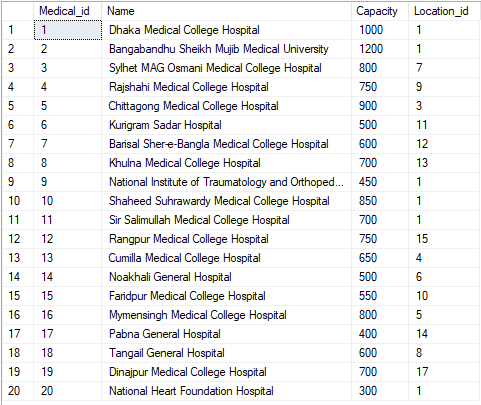 Medical_id Name Capacity Location_id
1 1 Dhaka Medical College Hospital 1000 1
2 2 Bangabandhu Sheikh Mujib Medical University 1200 1
3 3 Sylhet MAG Osmani Medical College Hospital 800 7
4 4 Rajshahi Medical College Hospital 750 9
5 5 Chittagong Medical College Hospital 900 3
6 6 Kurigram Sadar Hospital 500 11
7 7 Barisal Sher-e-Bangla Medical College Hospital 600 12
8 8 Khulna Medical College Hospital 700 13
9 9 National Institute of Traumatology and Orthoped... 450 1
10 10 Shaheed Suhrawardy Medical College Hospital 850 1
11 11 Sir Salimullah Medical College Hospital 700 1
12 12 Rangpur Medical College Hospital 750 15
13 13 Cumilla Medical College Hospital 650 4
14 14 Noakhali General Hospital 500 6
15 15 Faridpur Medical College Hospital 550 10
16 16 Mymensingh Medical College Hospital 800 5
17 17 Pabna General Hospital 400 14
18 18 Tangail General Hospital 600 8
19 19 Dinajpur Medical College Hospital 700 17
20 20 National Heart Foundation Hospital 300 1